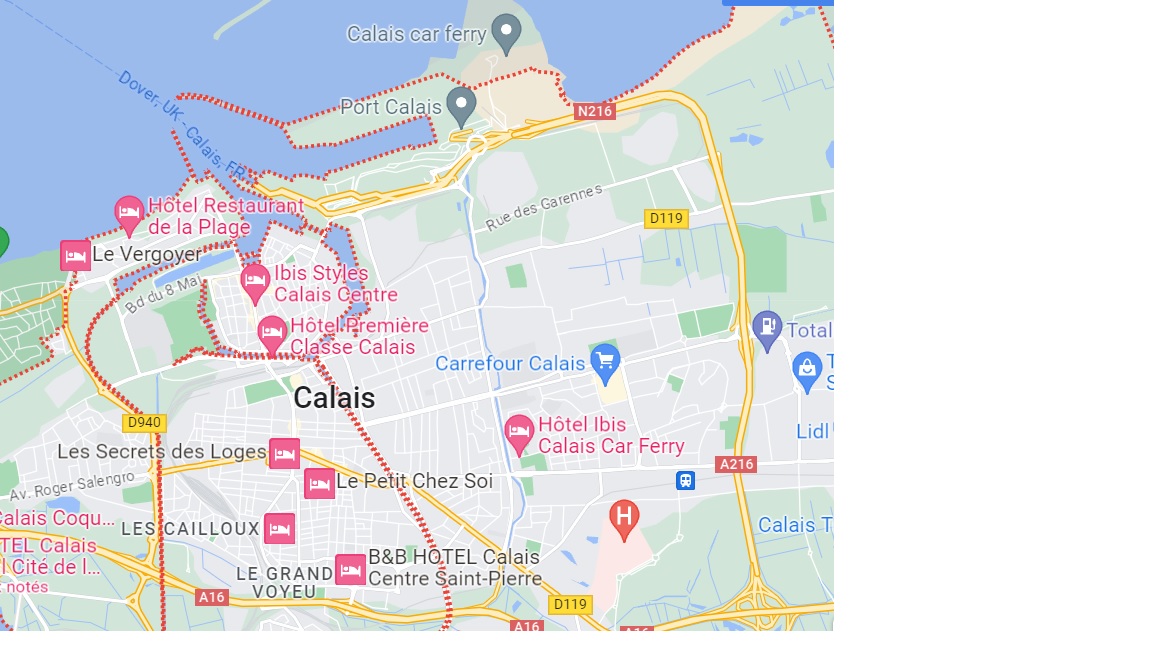 Calais car ferry
Dover, UK - Calais, FR
Port Calais
N216
Rue des Garennes
D119
Hôtel Restaurant
de la Plage
Le Vergoyer
Bd du 8 Mai
Ibis Styles
Calais Centre
Hôtel Première
Classe Calais
Total
Carrefour Calais
Calais
D940
Hôtel Ibis
Calais Car Ferry
Lidl
Les Secrets des Loges
A216
Le Petit Chez Soi
Av. Roger Salengro
Calais Coqu...
LES CAILLOUX
H
Calais T
TEL Calais
l Cité de l...
notés
B&B HOTEL Calais
Centre Saint-Pierre
LE GRAND
VOYEU
A16
D119
A16
A16